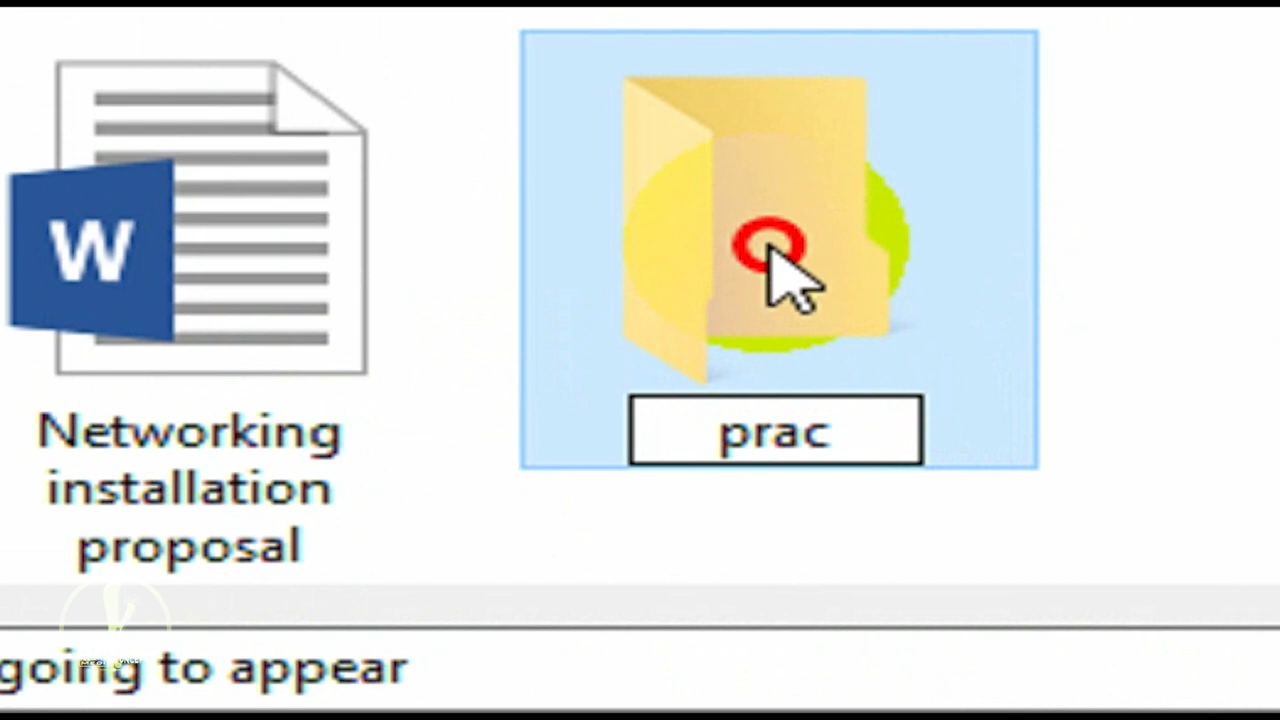 W
Networking
installation
proposal
prac
going to appear